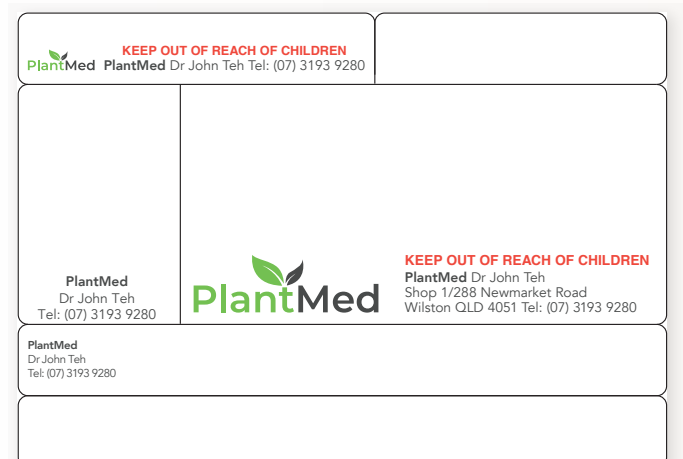 KEEP OUT OF REACH OF CHILDREN
PlantMed PlantMed Dr John Teh Tel: (07) 3193 9280
PlantMed
Dr John Teh
Tel: (07) 3193 9280
PlantMed
KEEP OUT OF REACH OF CHILDREN
PlantMed Dr John Teh
Shop 1/288 Newmarket Road
Wilston QLD 4051 Tel: (07) 3193 9280
PlantMed
Dr John Teh
Tel: (07) 3193 9280